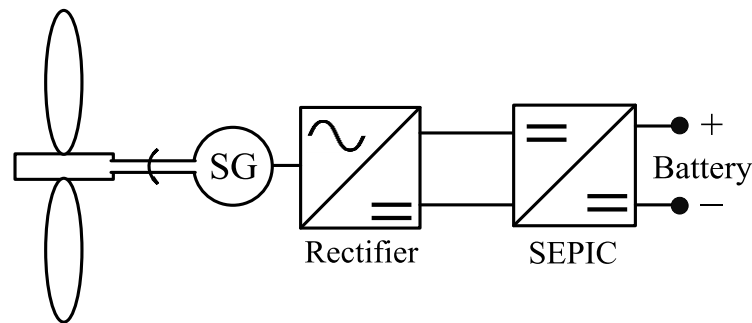 SG
Rectifier
SEPIC
+
Battery
−